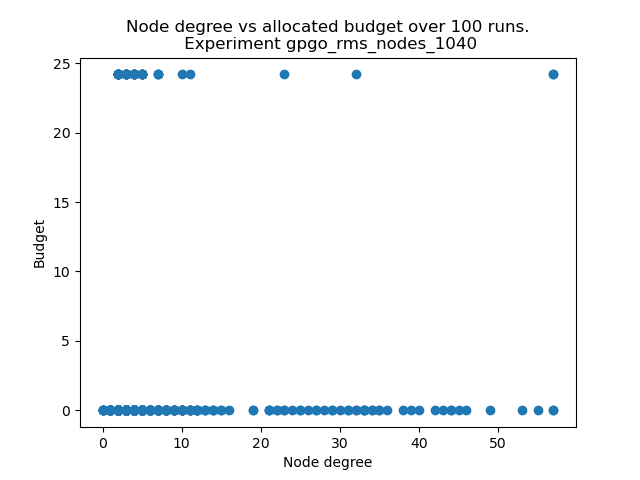 Node degree vs allocated budget over 100 runs.
Experiment gpgo_rms_nodes_1040
25
20
15
10
5
0
Budget
0 10 20 30 40 50
Node degree